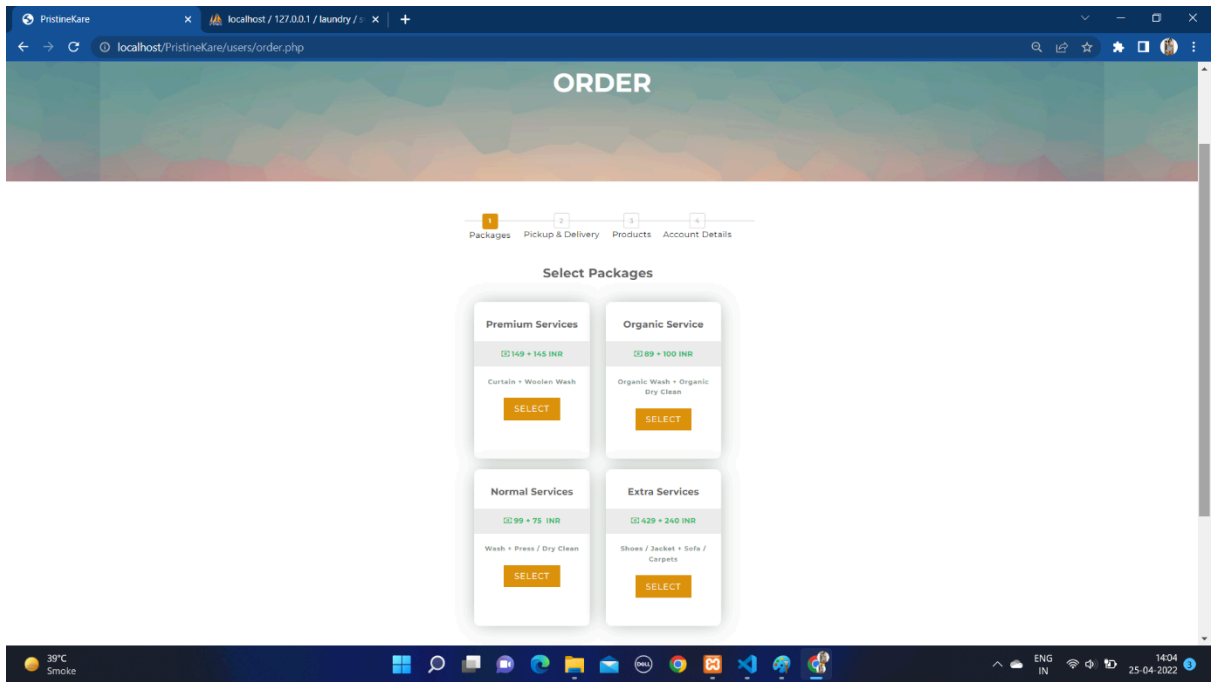 PristineKare
localhost / 127.0.0.1 / laundry / s
localhost/PristineKare/users/order.php
ORDER
1 2 3 4
Packages Pickup & Delivery Products Account Details
Select Packages
Premium Services
149 + 145 INR
Curtain + Woolen Wash
SELECT
Organic Service
89 + 100 INR
Organic Wash + Organic
Dry Clean
SELECT
Normal Services
99 + 75 INR
Wash + Press / Dry Clean
SELECT
Extra Services
429 + 240 INR
Shoes / Jacket + Sofa /
Carpets
SELECT
39°C
Smoke
DELL
ENG
IN
14:04
25-04-2022
3